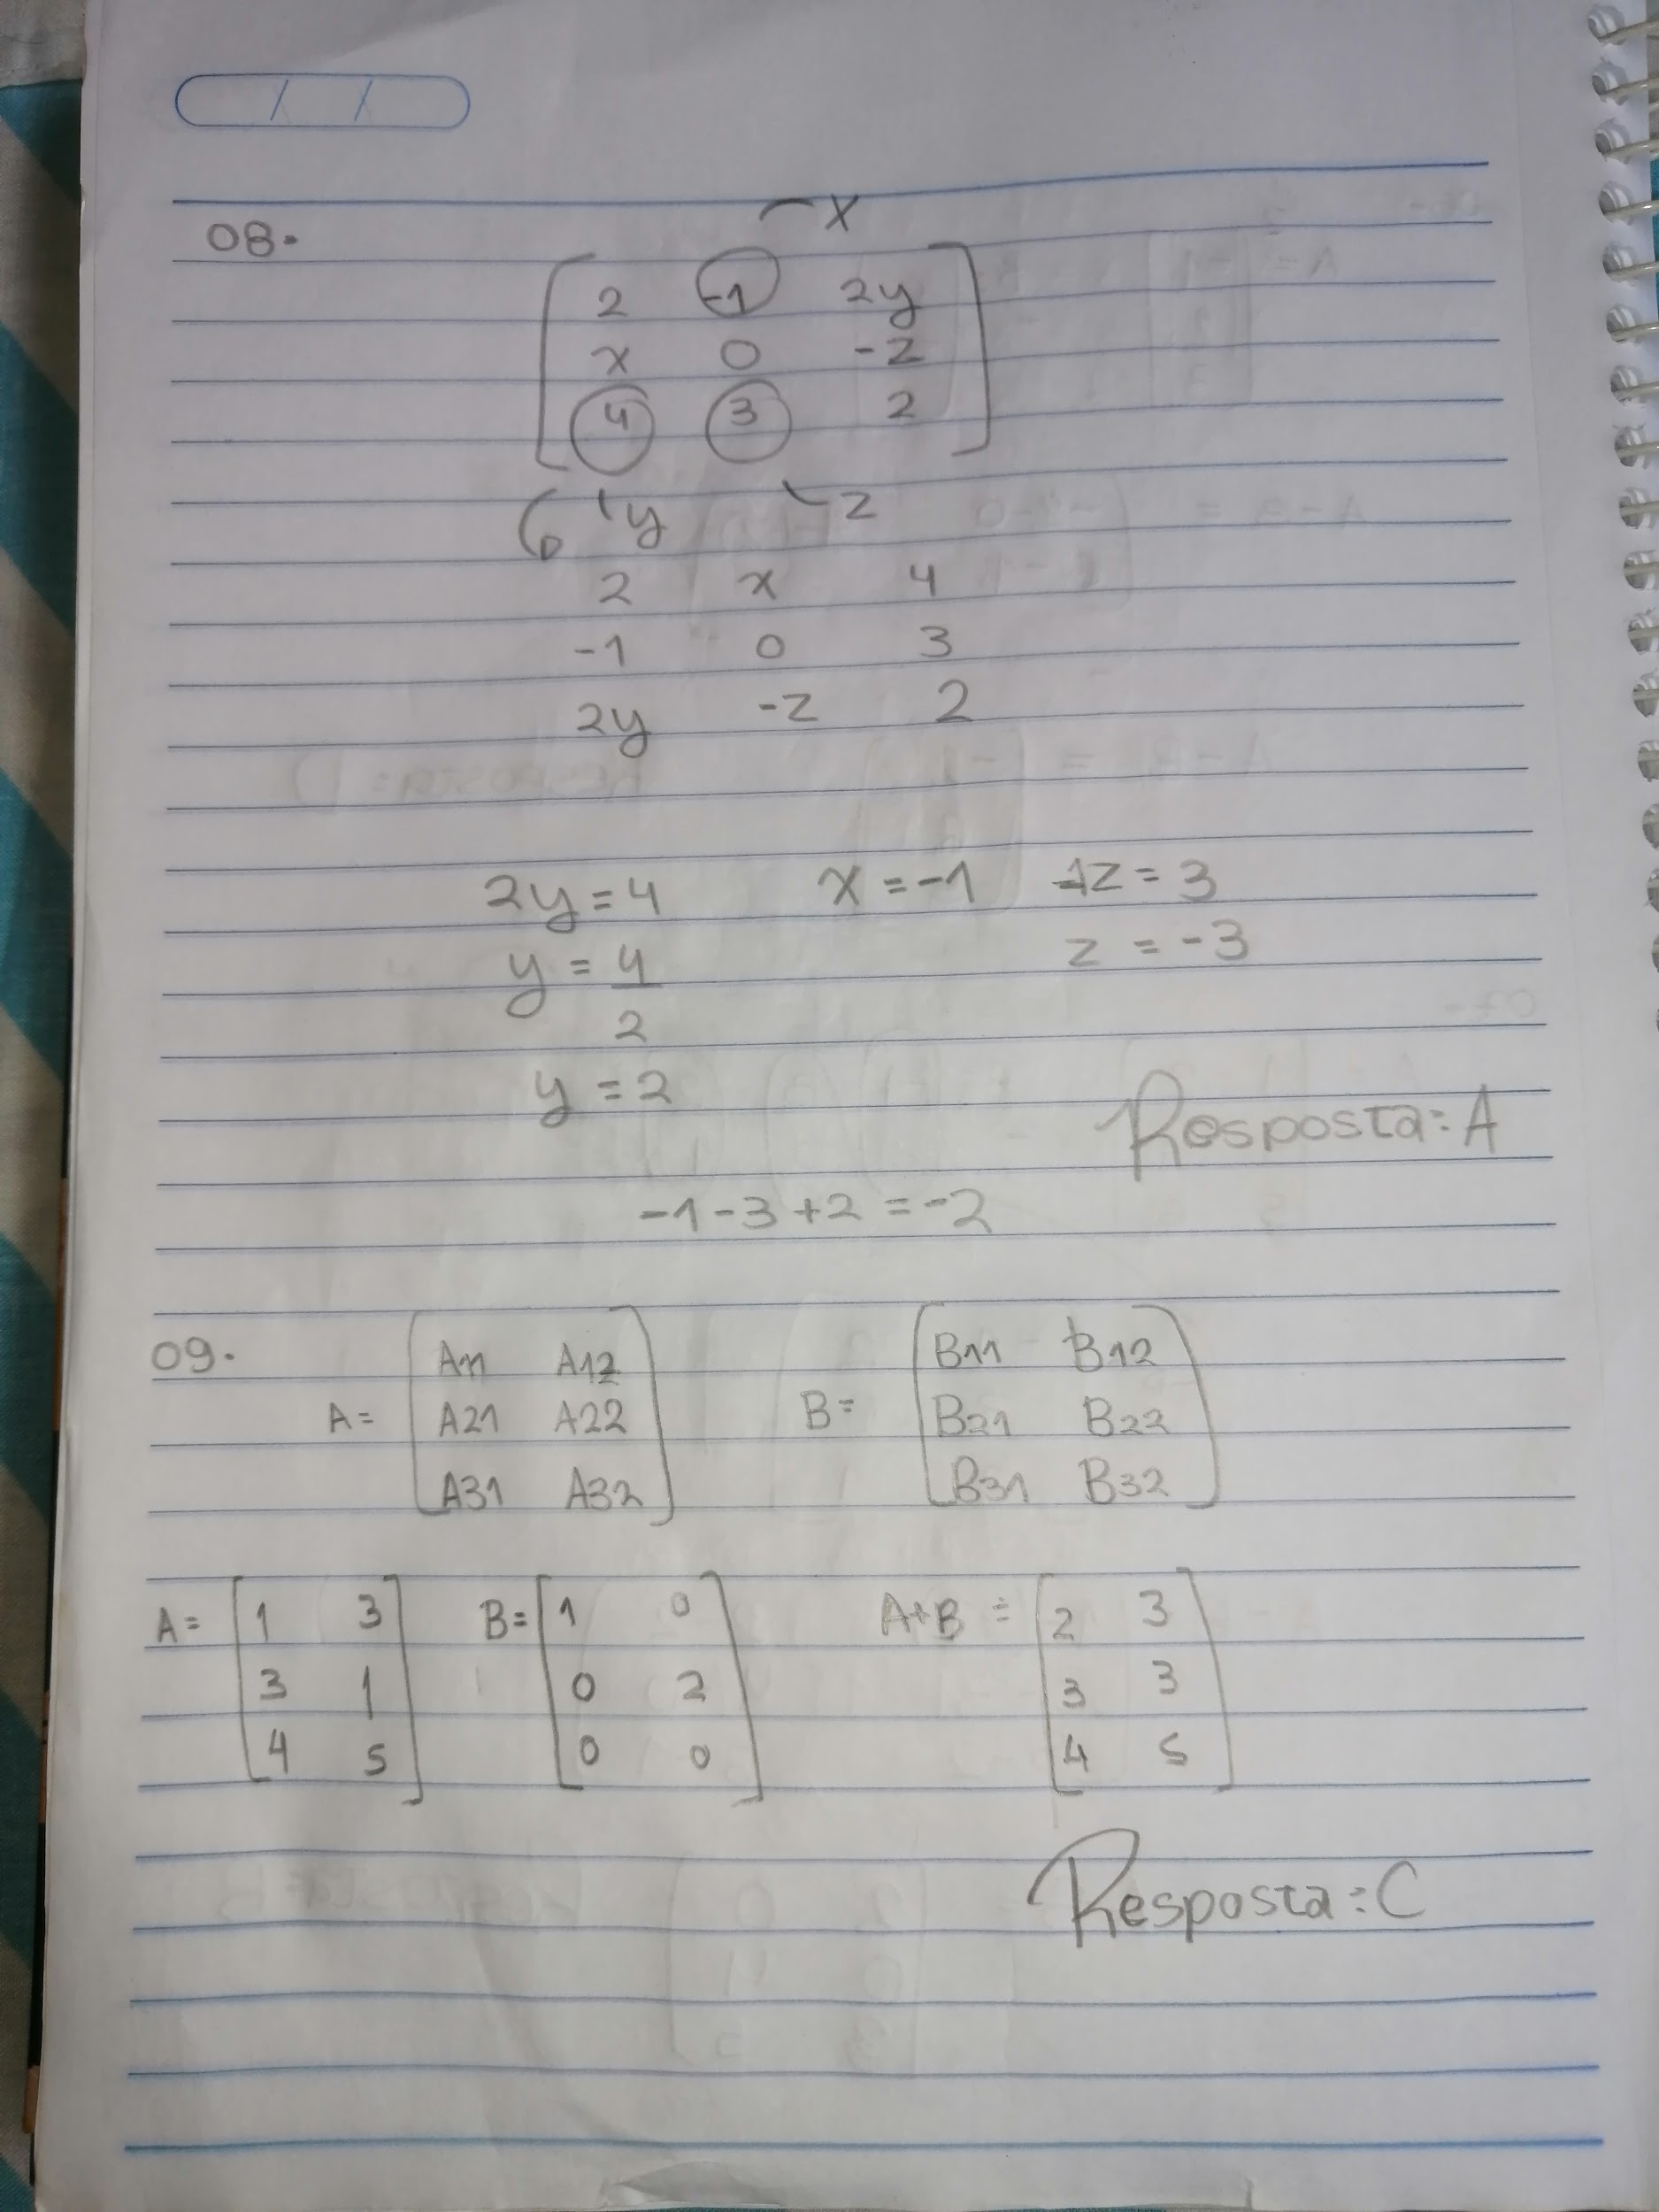 08.
x
2 -1 2y
x 0 -z
4 3 2
y z
2 x 4
-1 0 3
2y -z 2
2y = 4 x = -1 -1z = 3
y = 4 z = -3
2
y = 2
Resposta: A
-1 - 3 + 2 = -2
09.
A11 A12 B11 B12
A = A21 A22 B = B21 B22
A31 A32 B31 B32
A = 1 3 B = 1 0 A+B = 2 3
3 1 0 2 3 3
4 5 0 0 4 5
Resposta: C